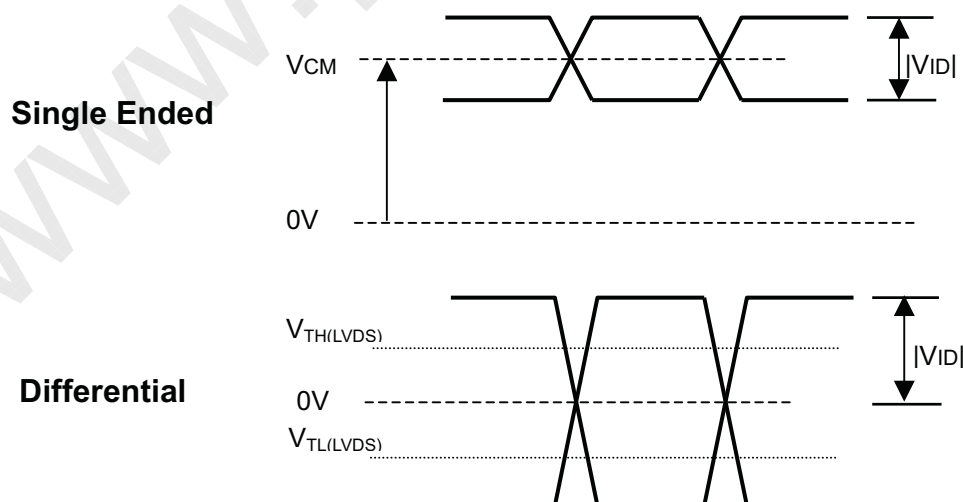 VCM
|VID|
Single Ended
0V
VTH(LVDS)
|VID|
Differential
0V
VTL(LVDS)